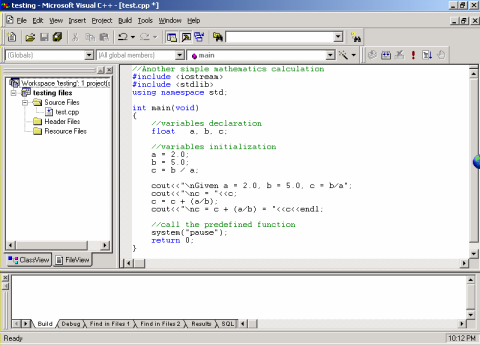 testing - Microsoft Visual C++ - [test.cpp *]
File Edit View Insert Project Build Tools Window Help
(Globals) (All global members) main
Workspace 'testing': 1 project(s
testing files
Source Files
test.cpp
Header Files
Resource Files
ClassView FileView
//Another simple mathematics calculation
#include <iostream>
#include <stdlib>
using namespace std;
int main(void)
{
//variables declaration
float a, b, c;
//variables initialization
a = 2.0;
b = 5.0;
c = b / a;
cout<<"\nGiven a = 2.0, b = 5.0, c = b/a";
cout<<"\nc = "<<c;
c = c + (a/b);
cout<<"\nc = c + (a/b) = "<<c<<endl;
//call the predefined function
system("pause");
return 0;
}
Build Debug Find in Files 1 Find in Files 2 Results SQL
Ready
10:12 PM